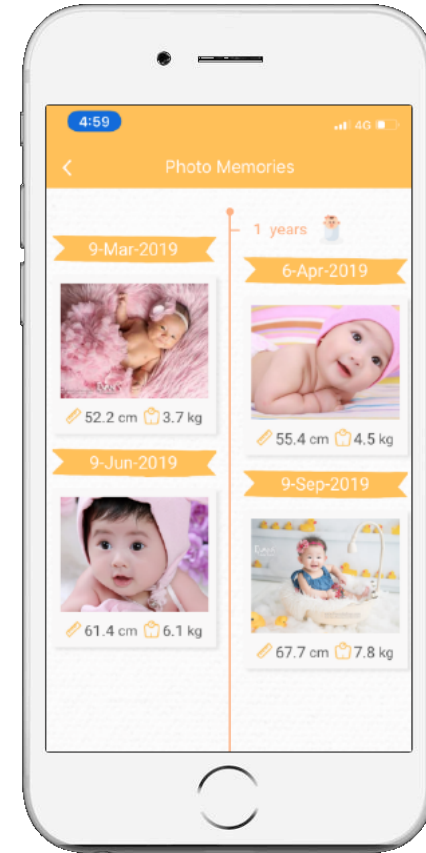 4:59
4G
Photo Memories
1 years
9-Mar-2019
52.2 cm 3.7 kg
6-Apr-2019
55.4 cm 4.5 kg
9-Jun-2019
61.4 cm 6.1 kg
9-Sep-2019
67.7 cm 7.8 kg